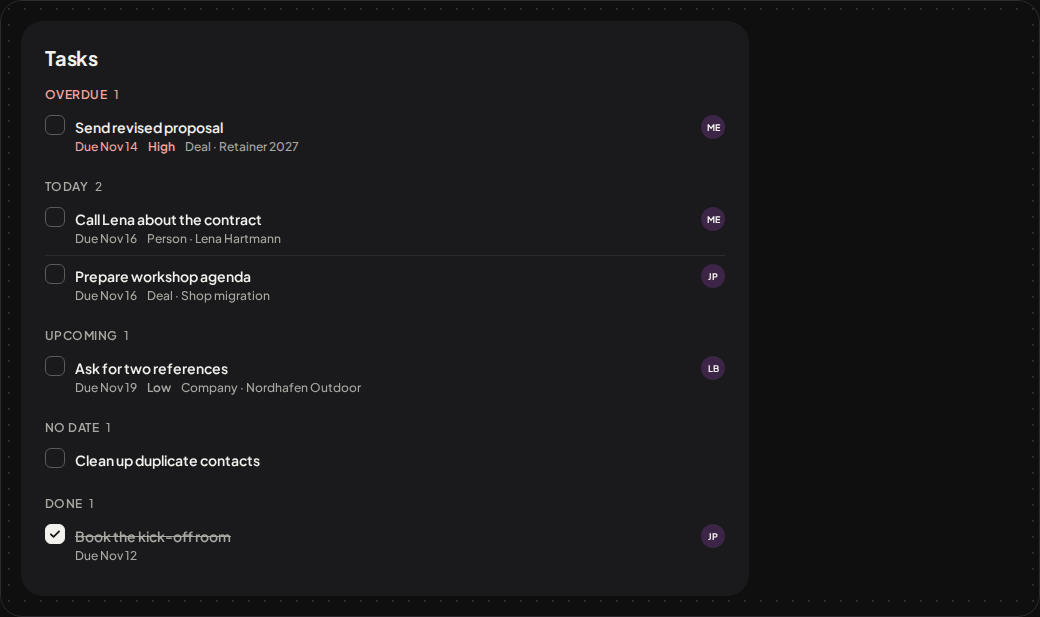 Tasks
OVERDUE 1
Send revised proposal
ME
Due Nov 14 High Deal · Retainer 2027
TODAY 2
Call Lena about the contract
ME
Due Nov 16 Person · Lena Hartmann
Prepare workshop agenda
JP
Due Nov 16 Deal · Shop migration
UPCOMING 1
Ask for two references
LB
Due Nov 19 Low Company · Nordhafen Outdoor
NO DATE 1
Clean up duplicate contacts
DONE 1
Book the kick-off room
JP
Due Nov 12